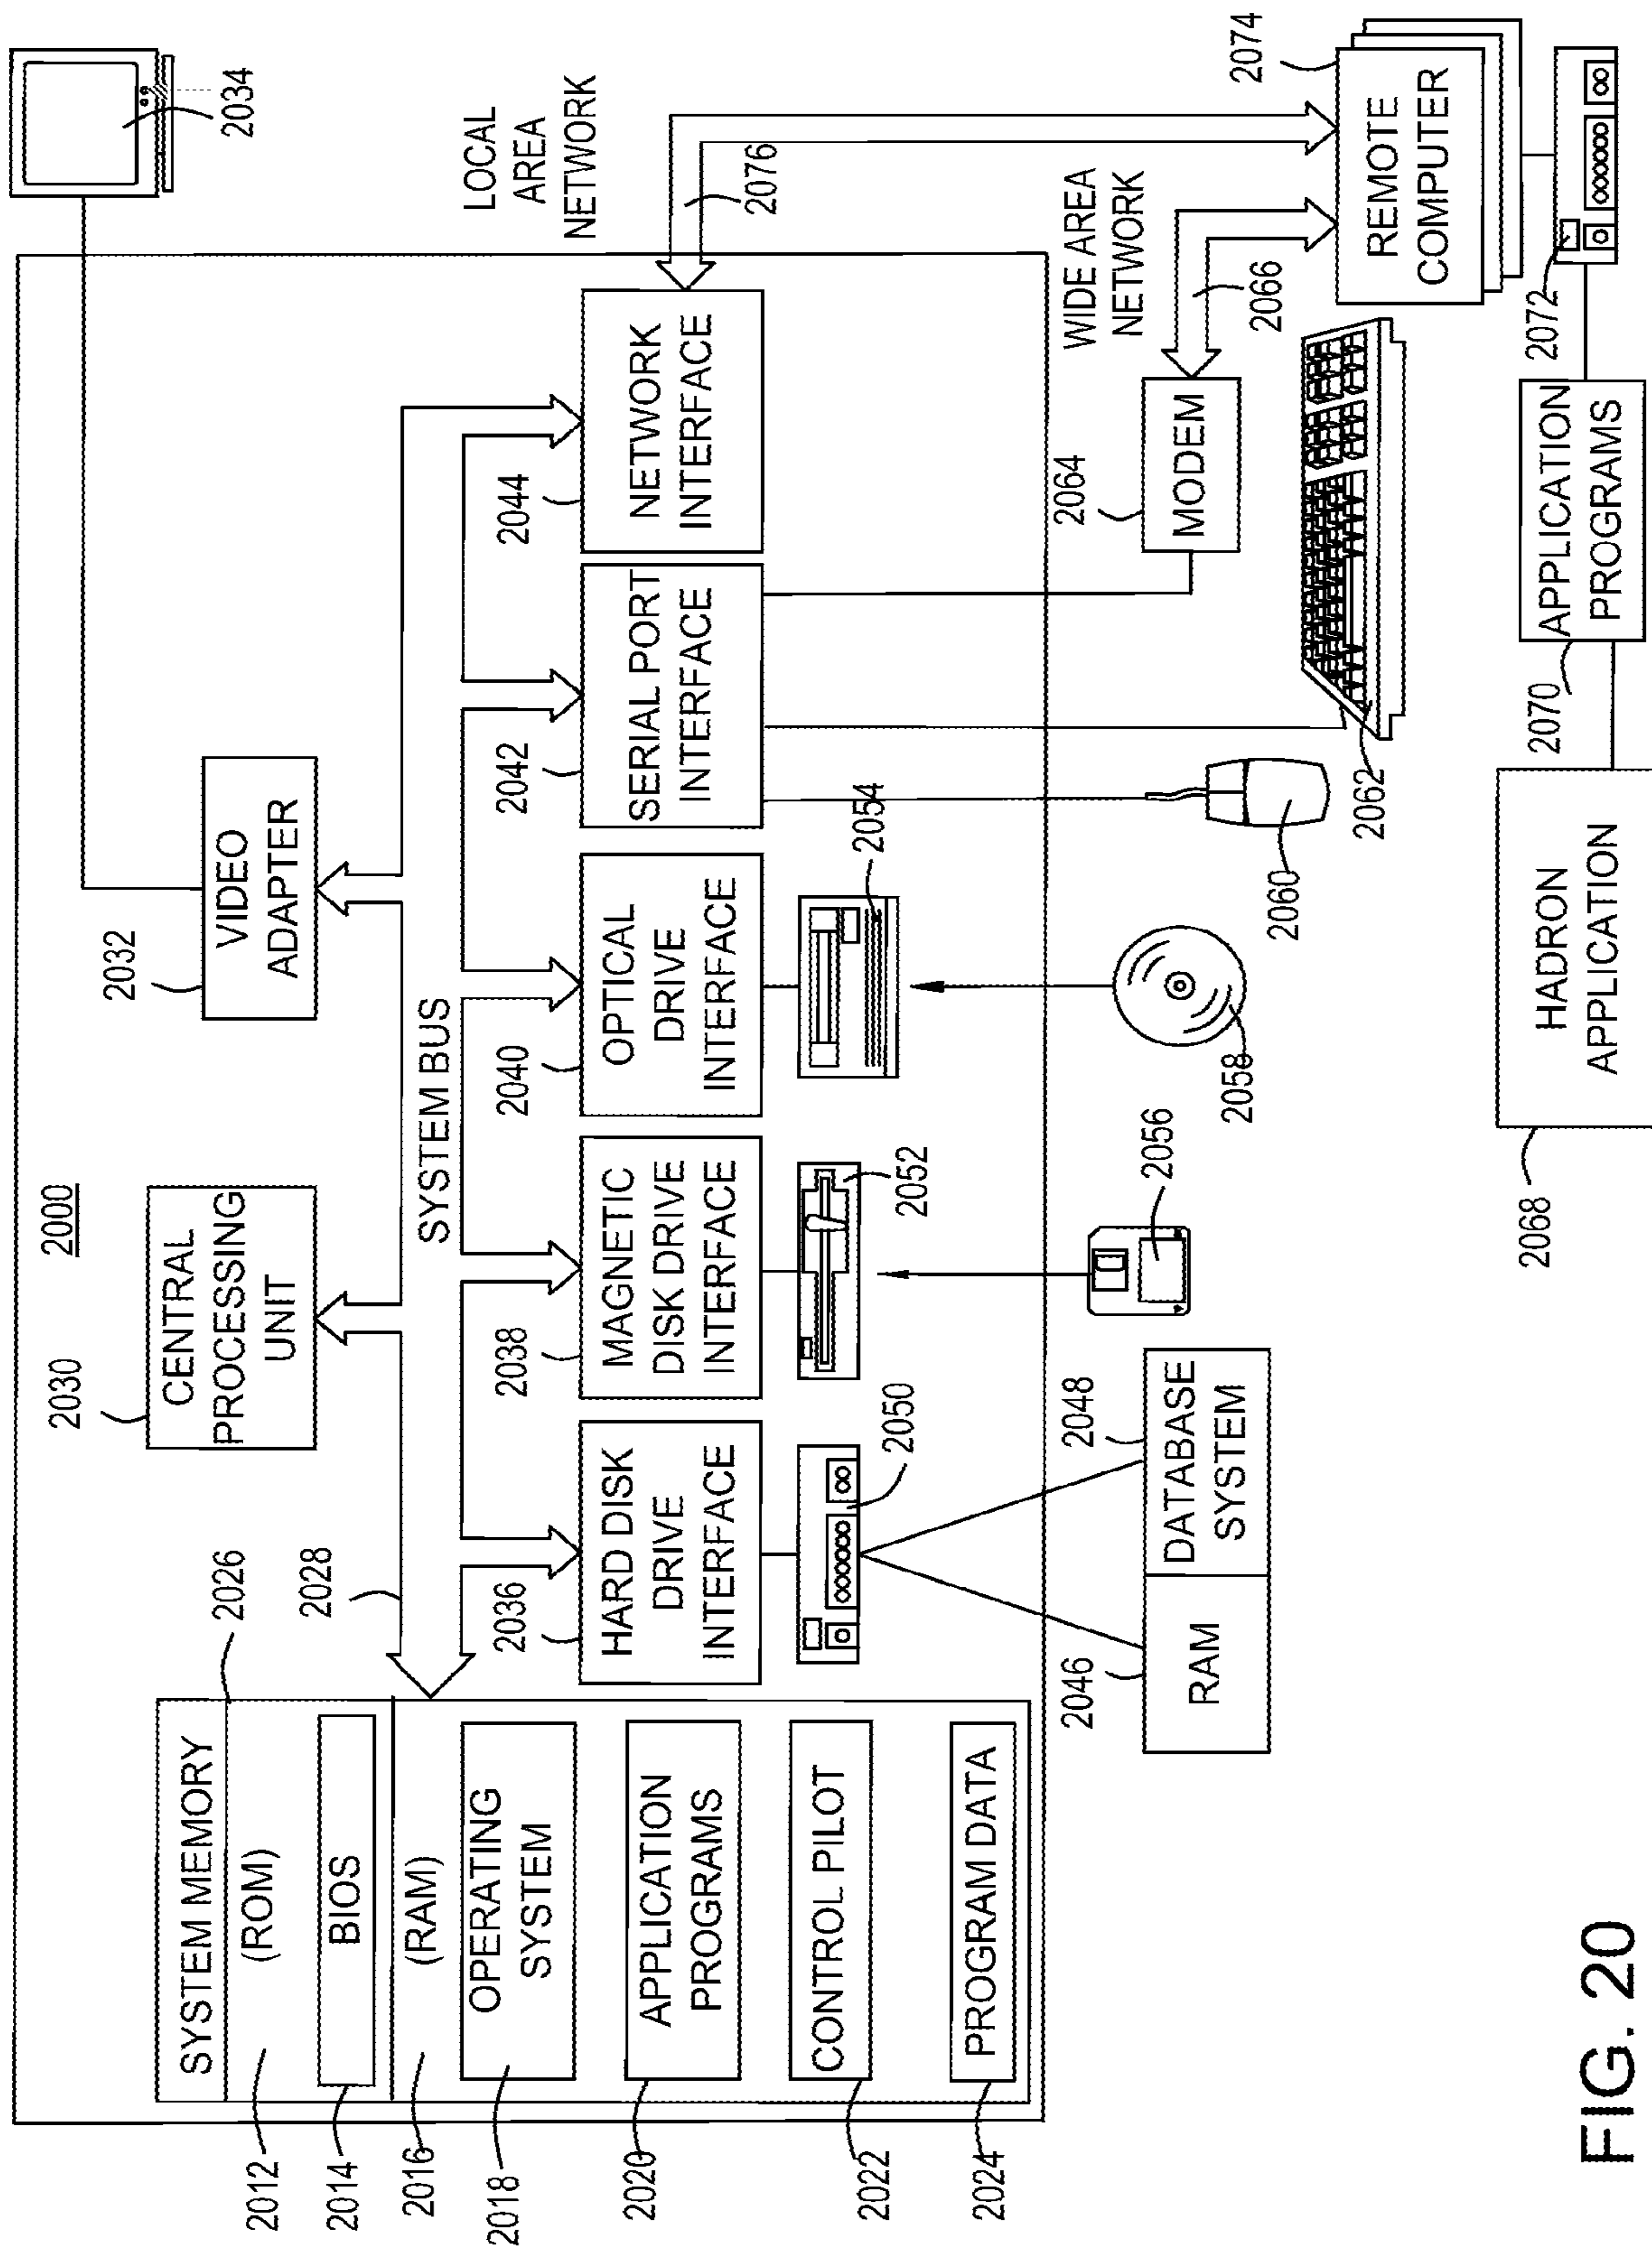 2000
2034
2032
VIDEO
ADAPTER
2030
CENTRAL
PROCESSING
UNIT
2026
2028
SYSTEM BUS
SYSTEM MEMORY
2012
(ROM)
2014
BIOS
2016
(RAM)
2018
OPERATING
SYSTEM
2020
APPLICATION
PROGRAMS
2022
CONTROL PILOT
2024
PROGRAM DATA
2036
HARD DISK
DRIVE
INTERFACE
2038
MAGNETIC
DISK DRIVE
INTERFACE
2040
OPTICAL
DRIVE
INTERFACE
2042
SERIAL PORT
INTERFACE
2044
NETWORK
INTERFACE
LOCAL
AREA
NETWORK
2076
2050
2052
2054
2046
RAM
2048
DATABASE
SYSTEM
2056
2058
2060
2062
2064
MODEM
WIDE AREA
NETWORK
2066
2074
REMOTE
COMPUTER
2072
2070
APPLICATION
PROGRAMS
2068
HADRON
APPLICATION
FIG. 20